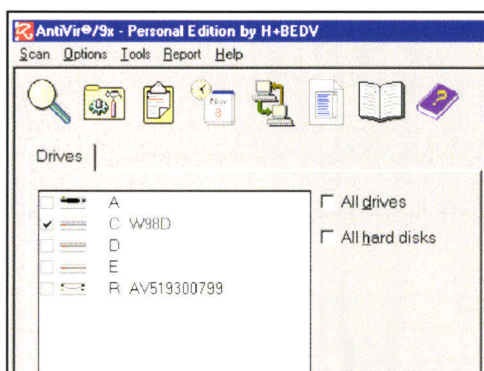 AntiVir®/9x - Personal Edition by H+BEDV
Scan Options Tools Report Help
Nov
8
?
Drives
A
All drives
C W98D
All hard disks
D
E
R AV519300799